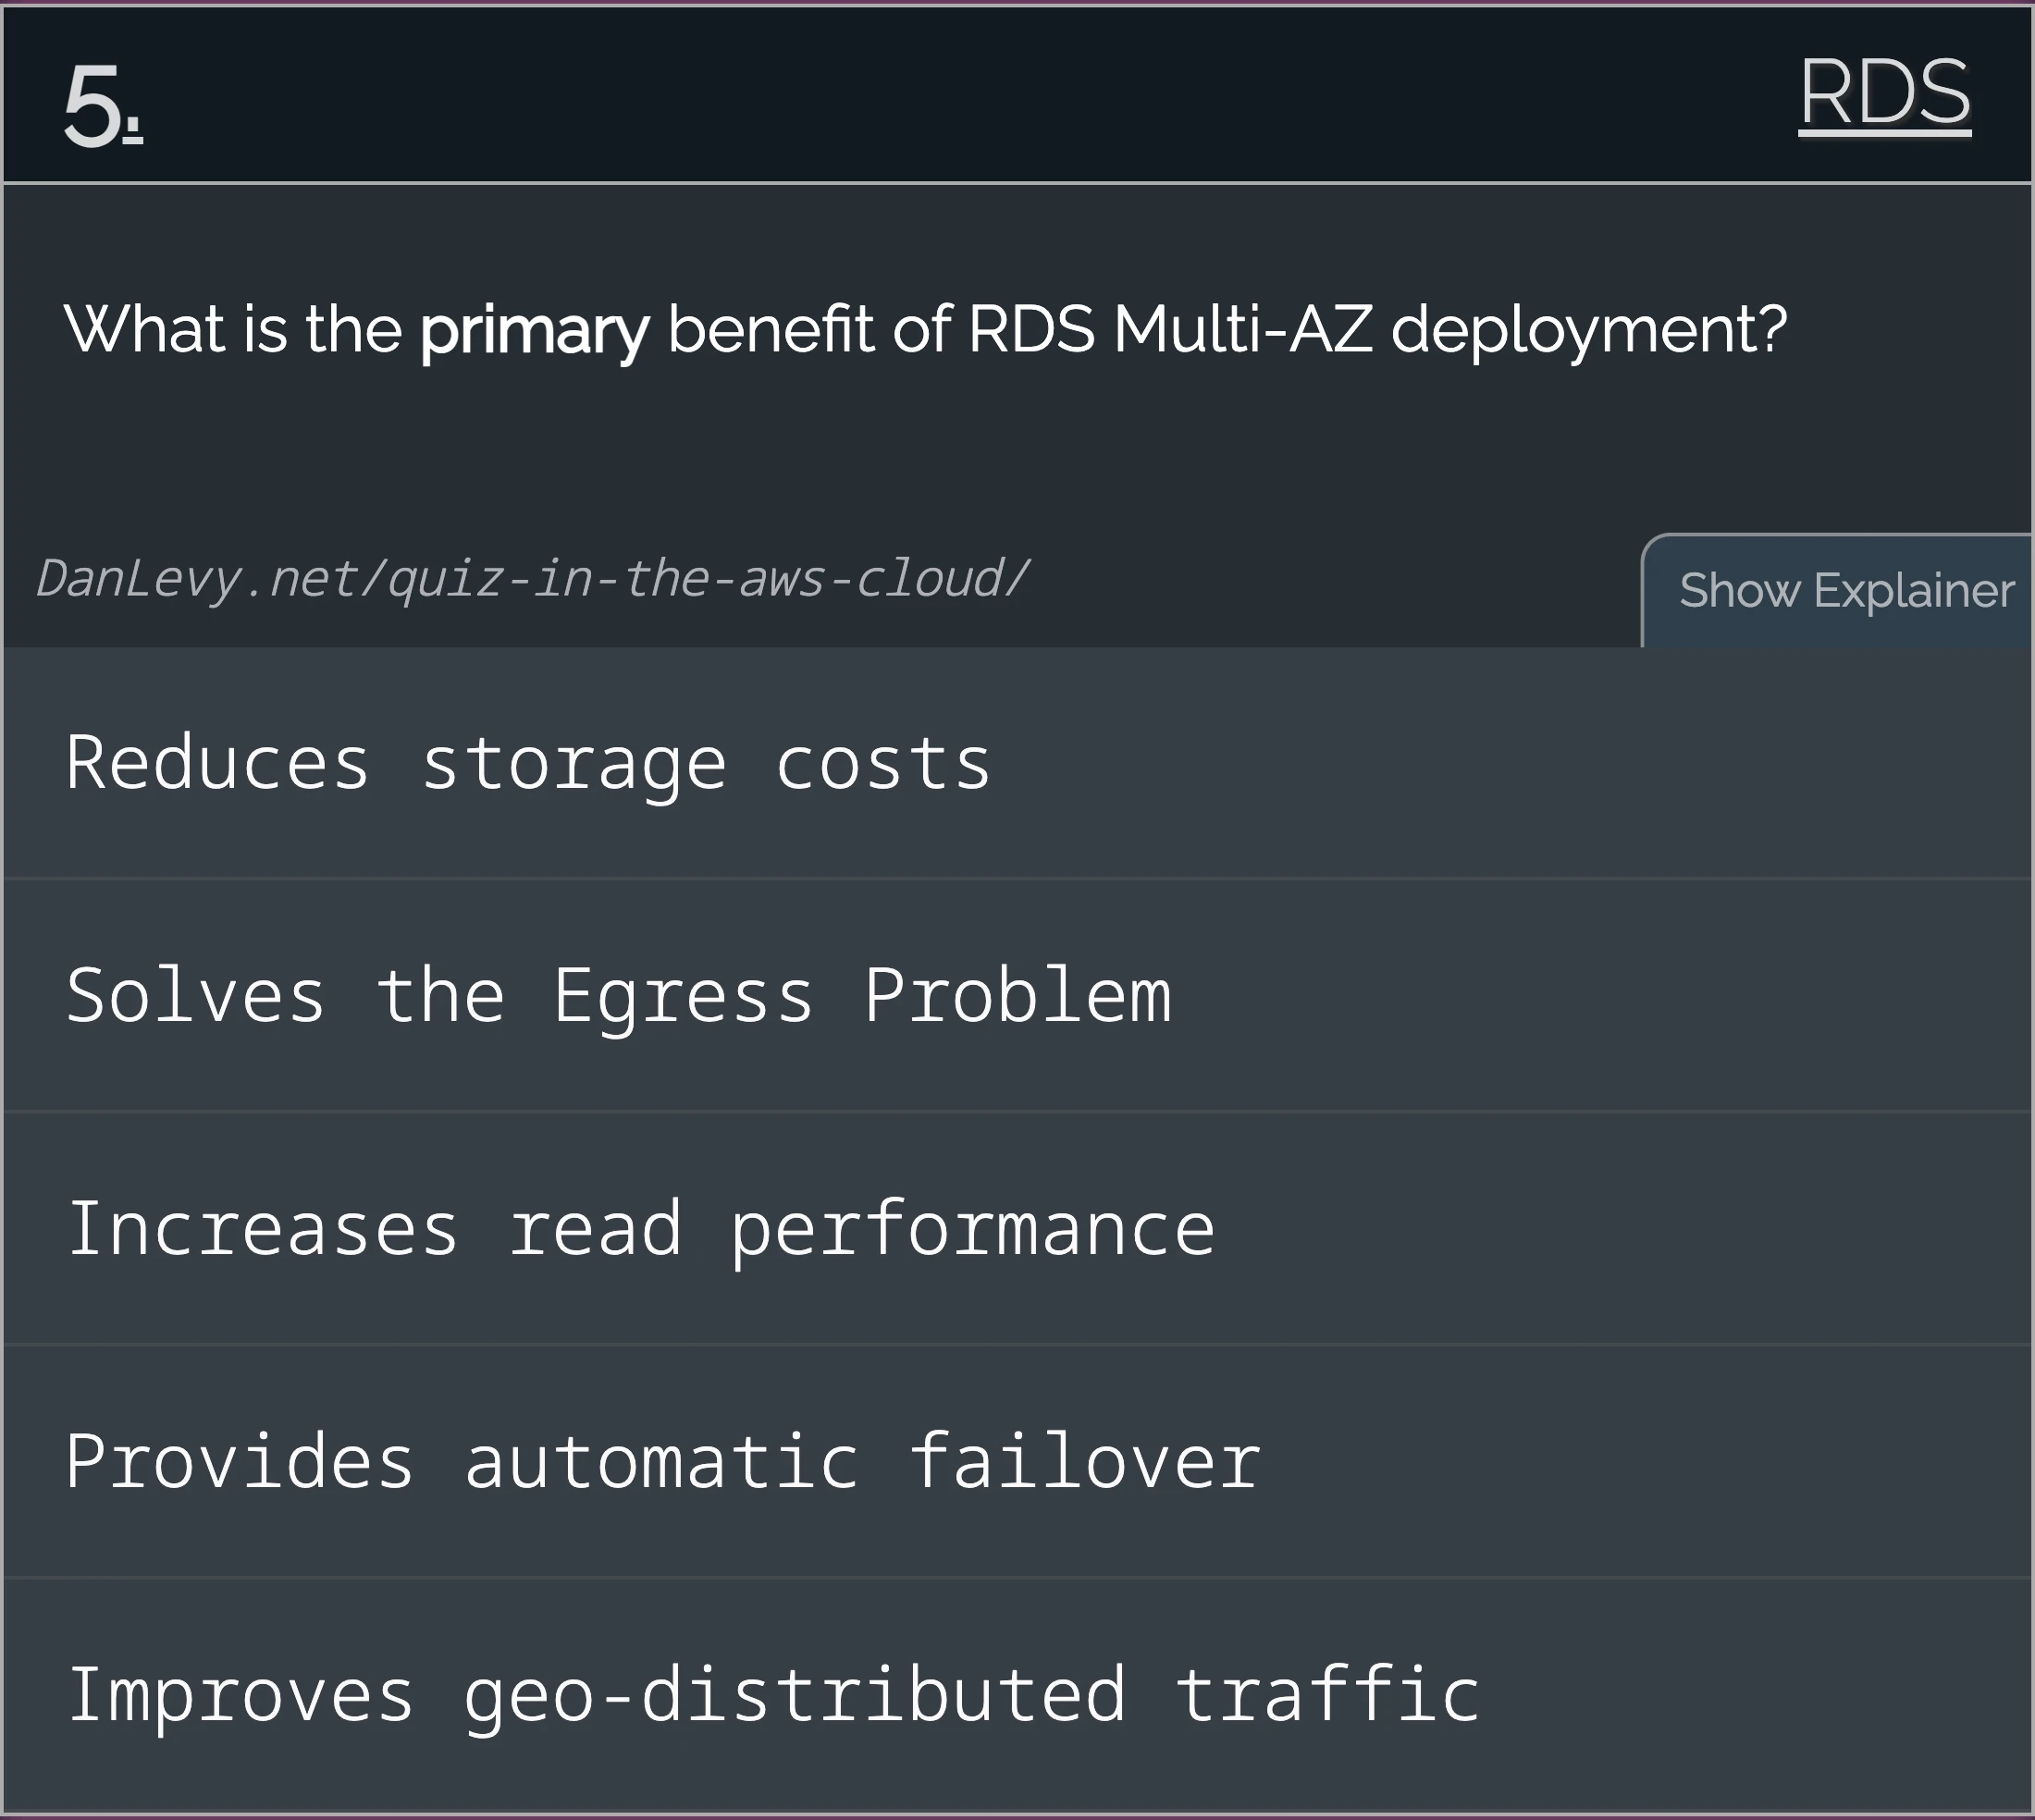 5.
RDS
What is the primary benefit of RDS Multi-AZ deployment?
DanLevy.net/quiz-in-the-aws-cloud/
Show Explainer
Reduces storage costs
Solves the Egress Problem
Increases read performance
Provides automatic failover
Improves geo-distributed traffic